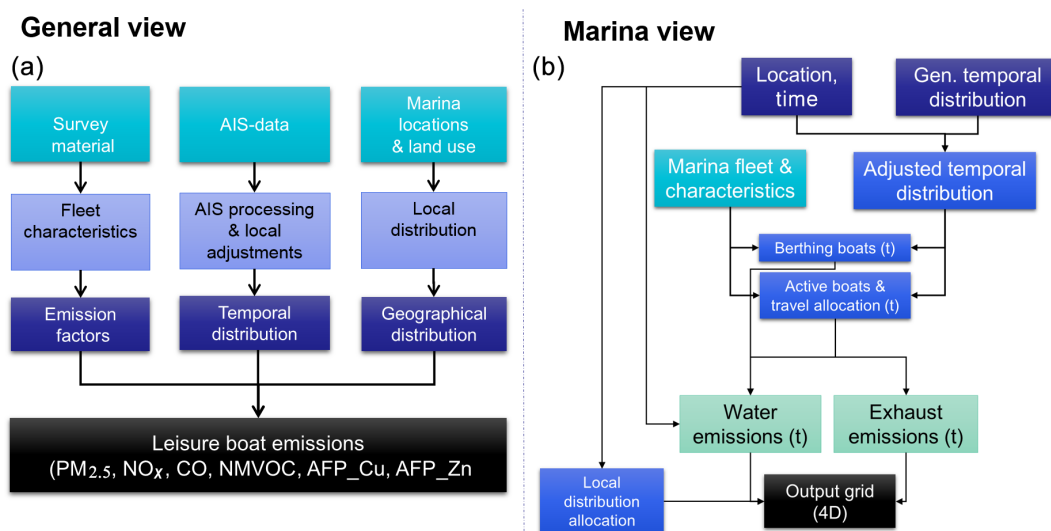 General view
(a)
Survey
material
AIS-data
Marina
locations
& land use
Fleet
characteristics
AIS processing
& local
adjustments
Local
distribution
Emission
factors
Temporal
distribution
Geographical
distribution
Leisure boat emissions
(PM2.5, NOx, CO, NMVOC, AFP_Cu, AFP_Zn
Marina view
(b)
Location,
time
Gen. temporal
distribution
Marina fleet &
characteristics
Adjusted temporal
distribution
Berthing boats (t)
Active boats &
travel allocation (t)
Water
emissions (t)
Exhaust
emissions (t)
Local
distribution
allocation
Output grid
(4D)